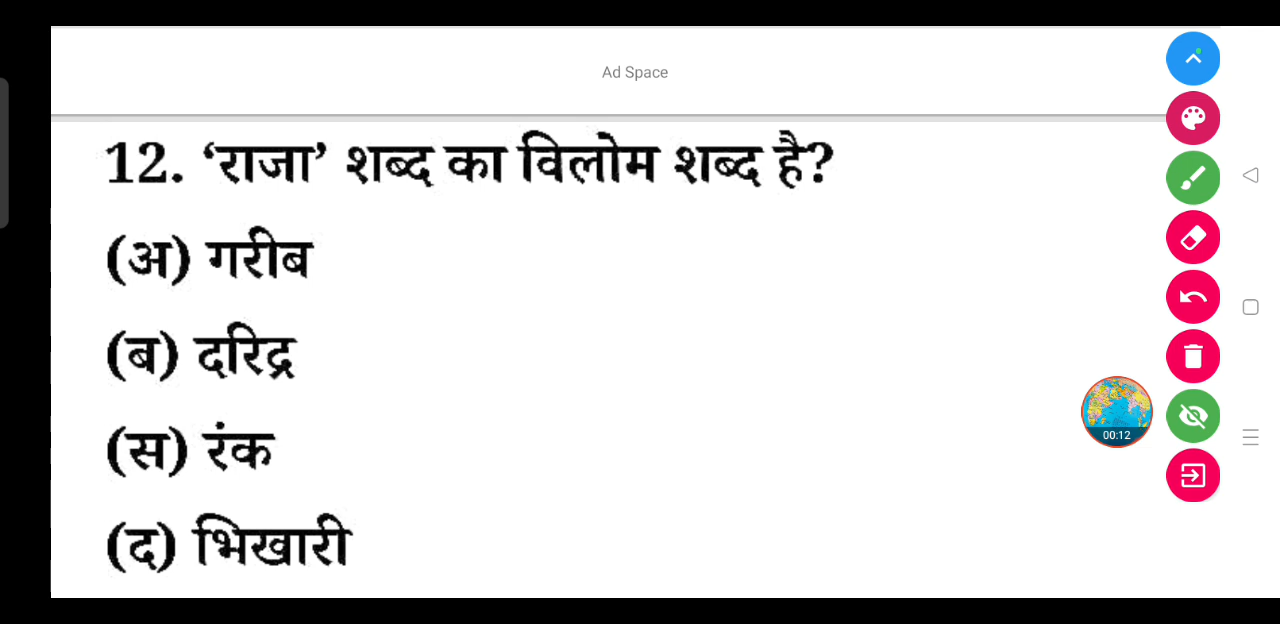 Ad Space
12. ‘राजा’ शब्द का विलोम शब्द है?
(अ) गरीब
(ब) दरिद्र
(स) रंक
(द) भिखारी
00:12